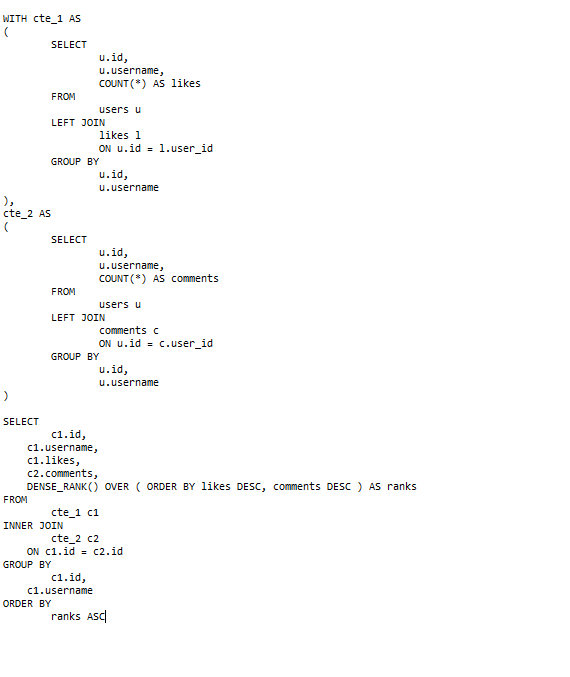 WITH cte_1 AS
(
        SELECT
                u.id,
                u.username,
                COUNT(*) AS likes
        FROM
                users u
        LEFT JOIN
                likes l
                ON u.id = l.user_id
        GROUP BY
                u.id,
                u.username
),
cte_2 AS
(
        SELECT
                u.id,
                u.username,
                COUNT(*) AS comments
        FROM
                users u
        LEFT JOIN
                comments c
                ON u.id = c.user_id
        GROUP BY
                u.id,
                u.username
)

SELECT
        c1.id,
    c1.username,
    c1.likes,
    c2.comments,
    DENSE_RANK() OVER ( ORDER BY likes DESC, comments DESC ) AS ranks
FROM
        cte_1 c1
INNER JOIN
        cte_2 c2
    ON c1.id = c2.id
GROUP BY
        c1.id,
    c1.username
ORDER BY
        ranks ASC